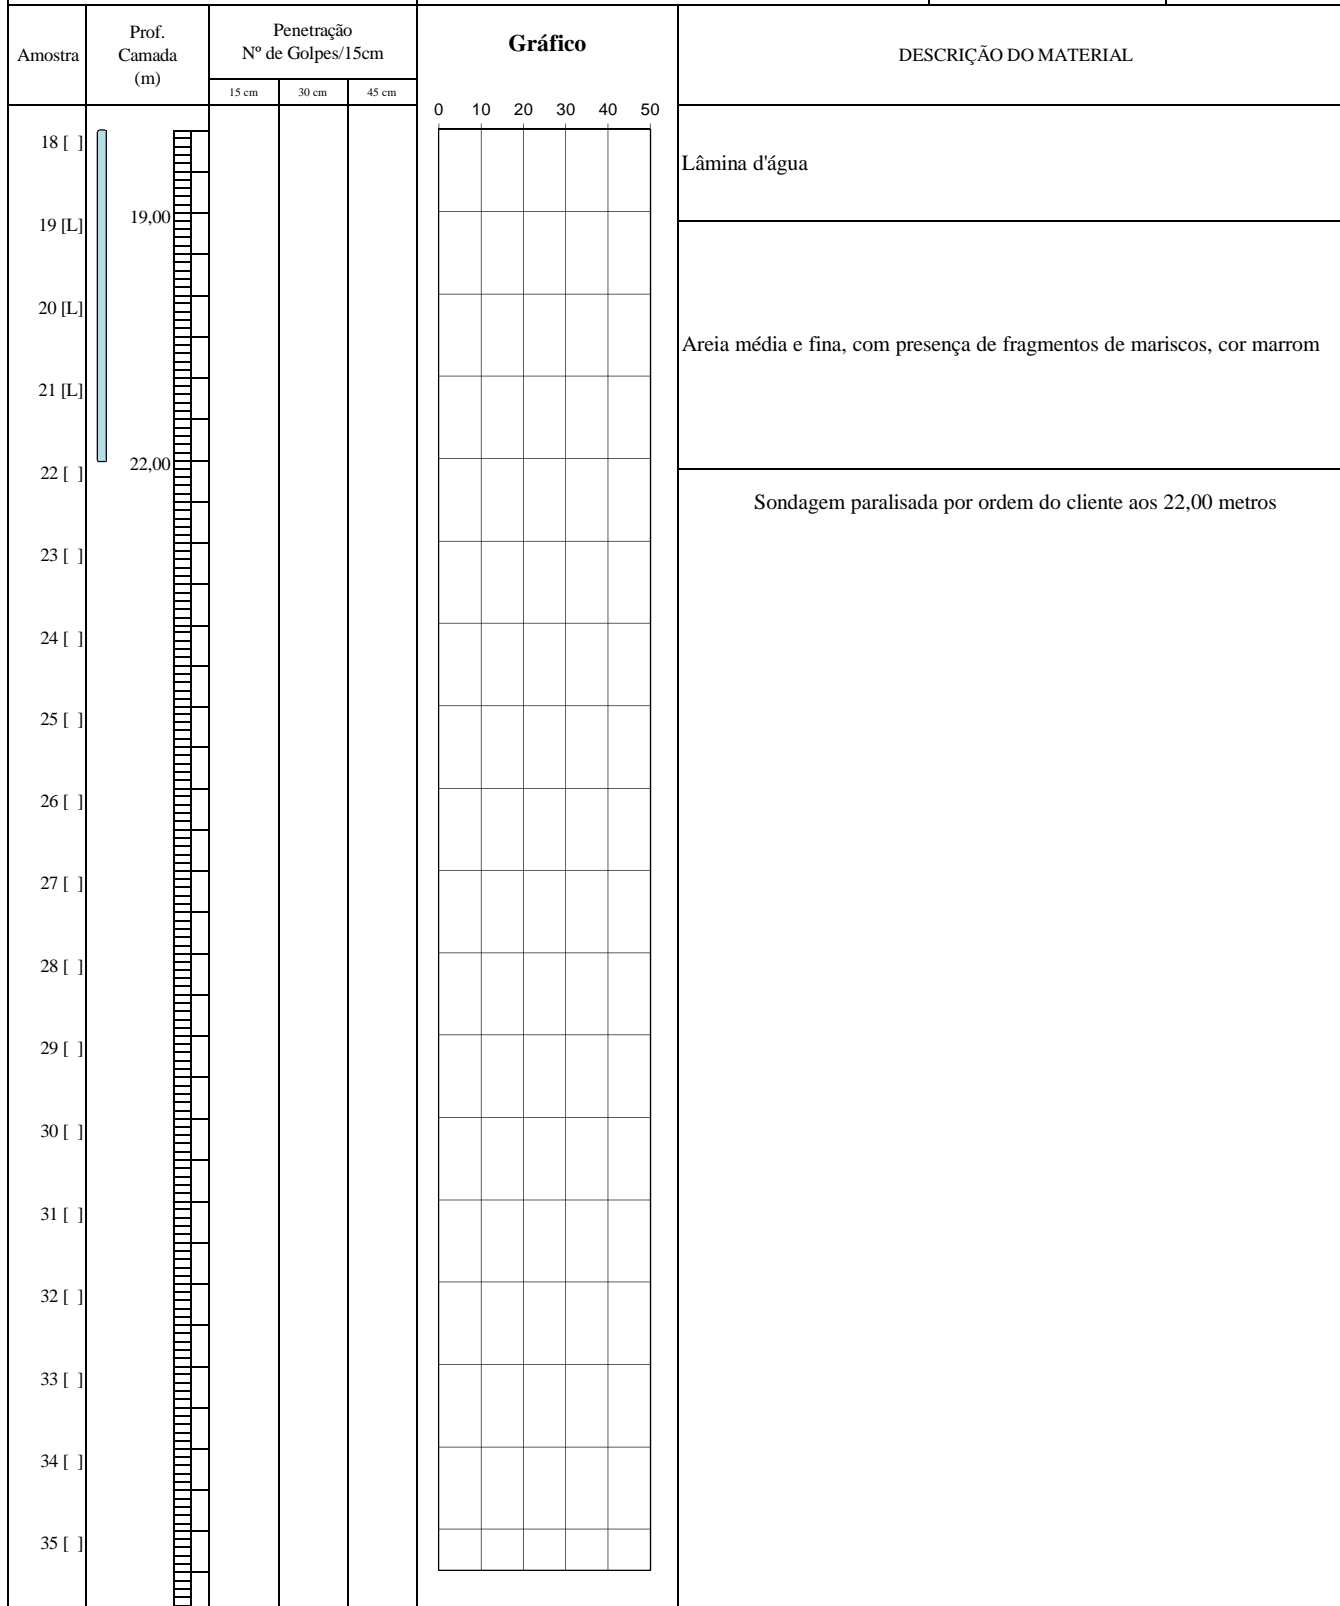 Amostra
Prof.
Camada
(m)
Penetração
Nº de Golpes/15cm
15 cm 30 cm 45 cm
Gráfico
DESCRIÇÃO DO MATERIAL
0 10 20 30 40 50
18 [ ]
Lâmina d'água
19 [L] 19,00
20 [L]
Areia média e fina, com presença de fragmentos de mariscos, cor marrom
21 [L]
22 [ ] 22,00
Sondagem paralisada por ordem do cliente aos 22,00 metros
23 [ ]
24 [ ]
25 [ ]
26 [ ]
27 [ ]
28 [ ]
29 [ ]
30 [ ]
31 [ ]
32 [ ]
33 [ ]
34 [ ]
35 [ ]